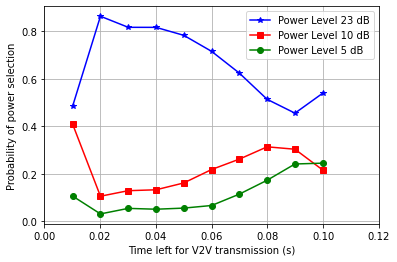 Power Level 23 dB
Power Level 10 dB
Power Level 5 dB
Probability of power selection
0.8
0.6
0.4
0.2
0.0
0.00 0.02 0.04 0.06 0.08 0.10 0.12
Time left for V2V transmission (s)